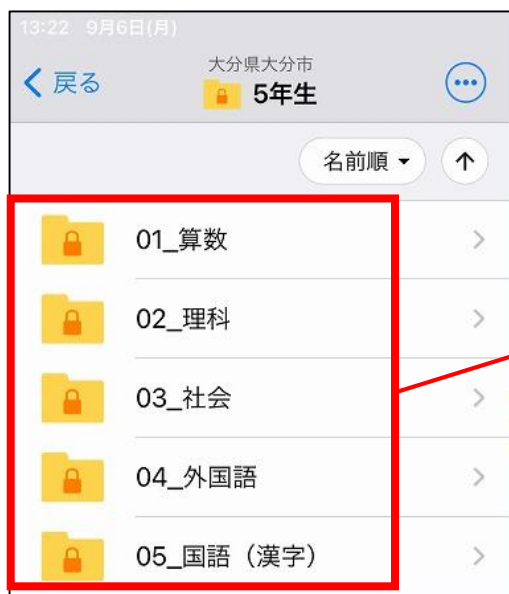 13:22 9月6日(月)
戻る
大分県大分市
5年生
名前順
01_算数
02_理科
03_社会
04_外国語
05_国語（漢字）